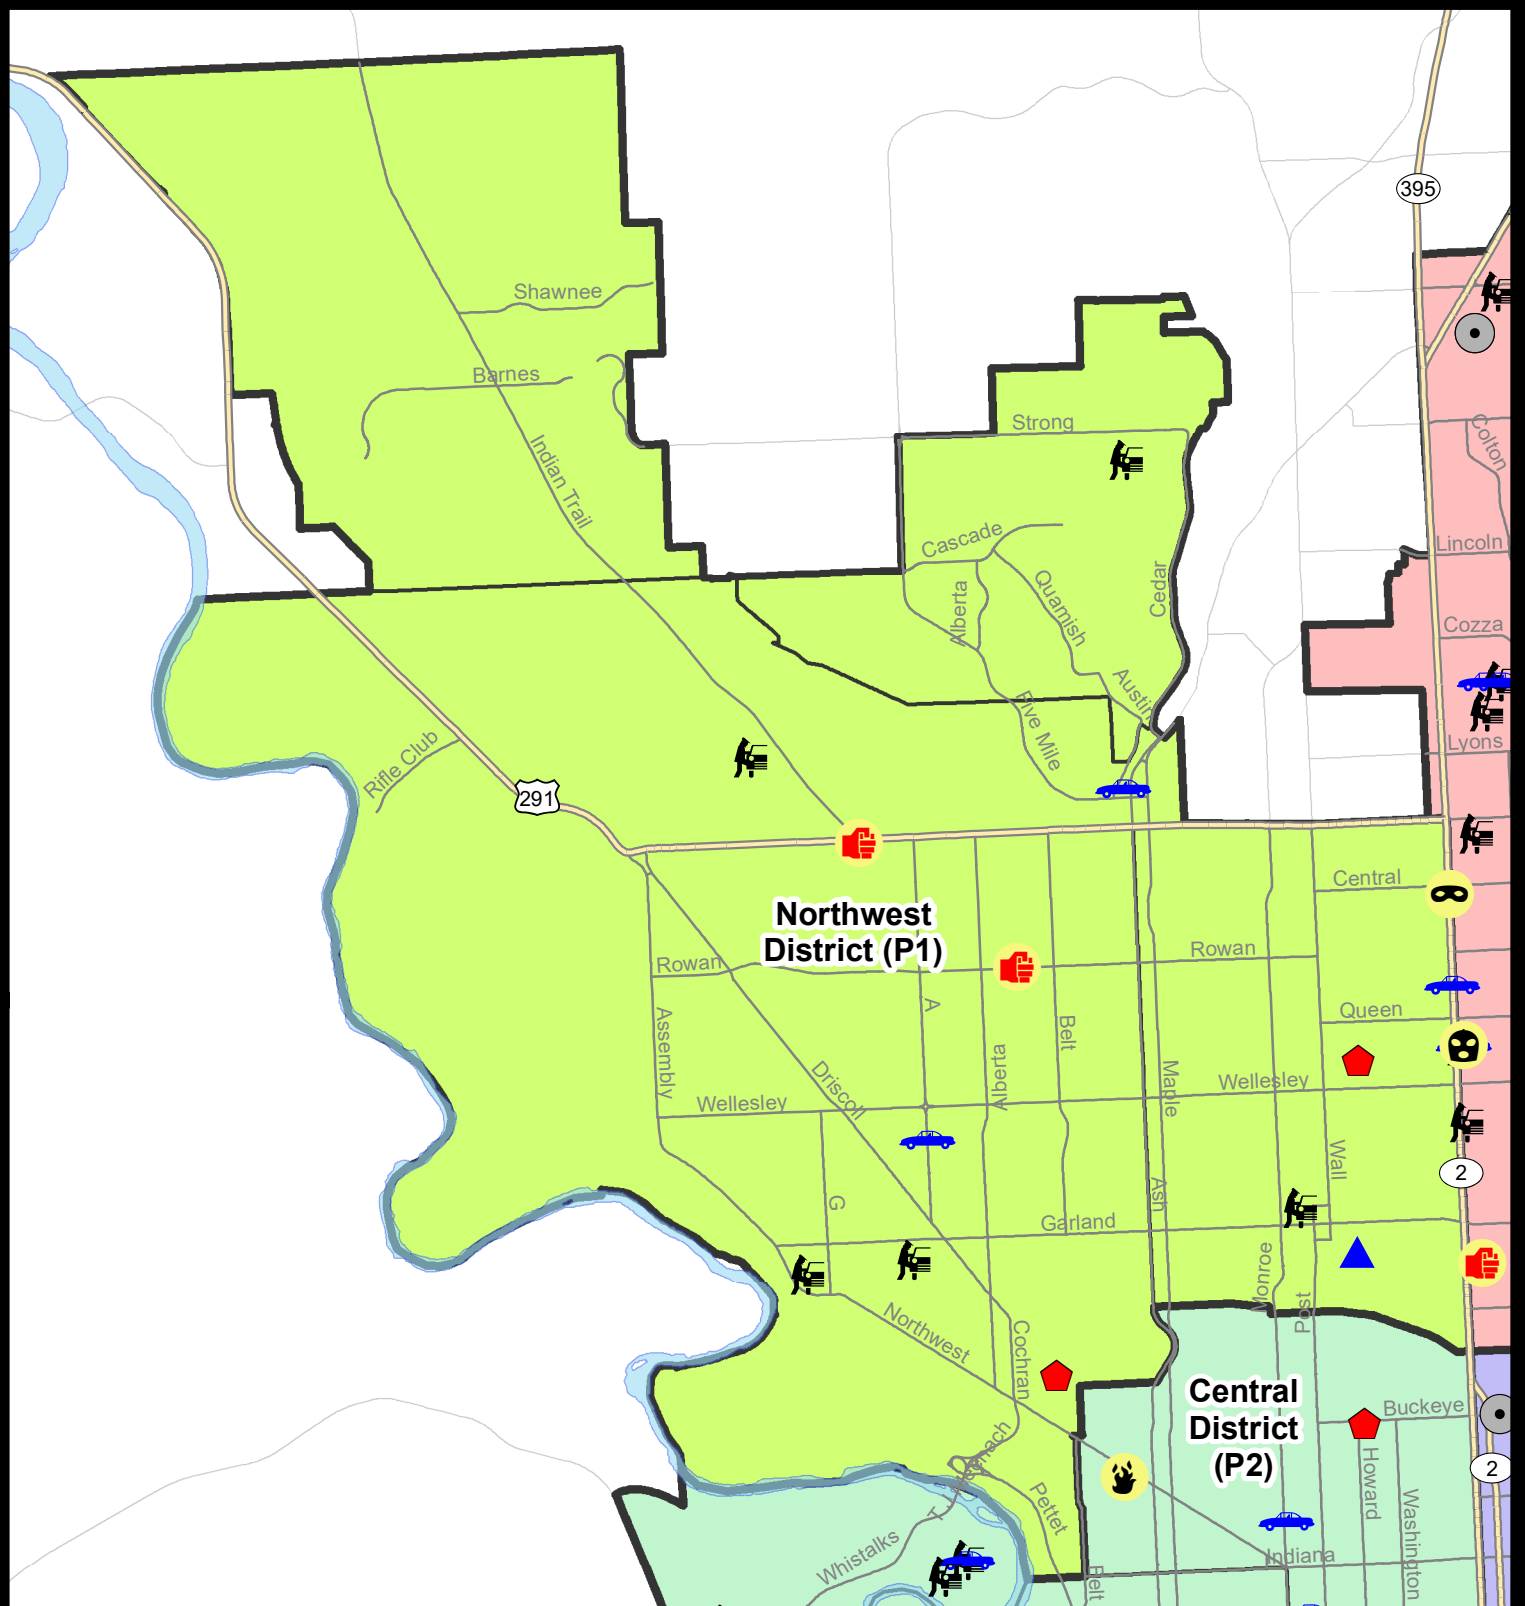 395
Shawnee
Barnes
Strong
Colton
Indian Trail
Cascade
Lincoln
Quamish
Alberta
Cedar
Cozza
Austin
Five Mile
Lyons
Rifle Club
291
Central
Northwest
District (P1)
Rowan
Rowan
A
Queen
Assembly
Belt
Driscoll
Alberta
Maple
Wellesley
Wellesley
Wall
2
Ash
G
Garland
Monroe
Post
Northwest
Cochran
Central
District
(P2)
Buckeye
Howard
2
Pettet
Washington
Whistalks
Indiana
Belt